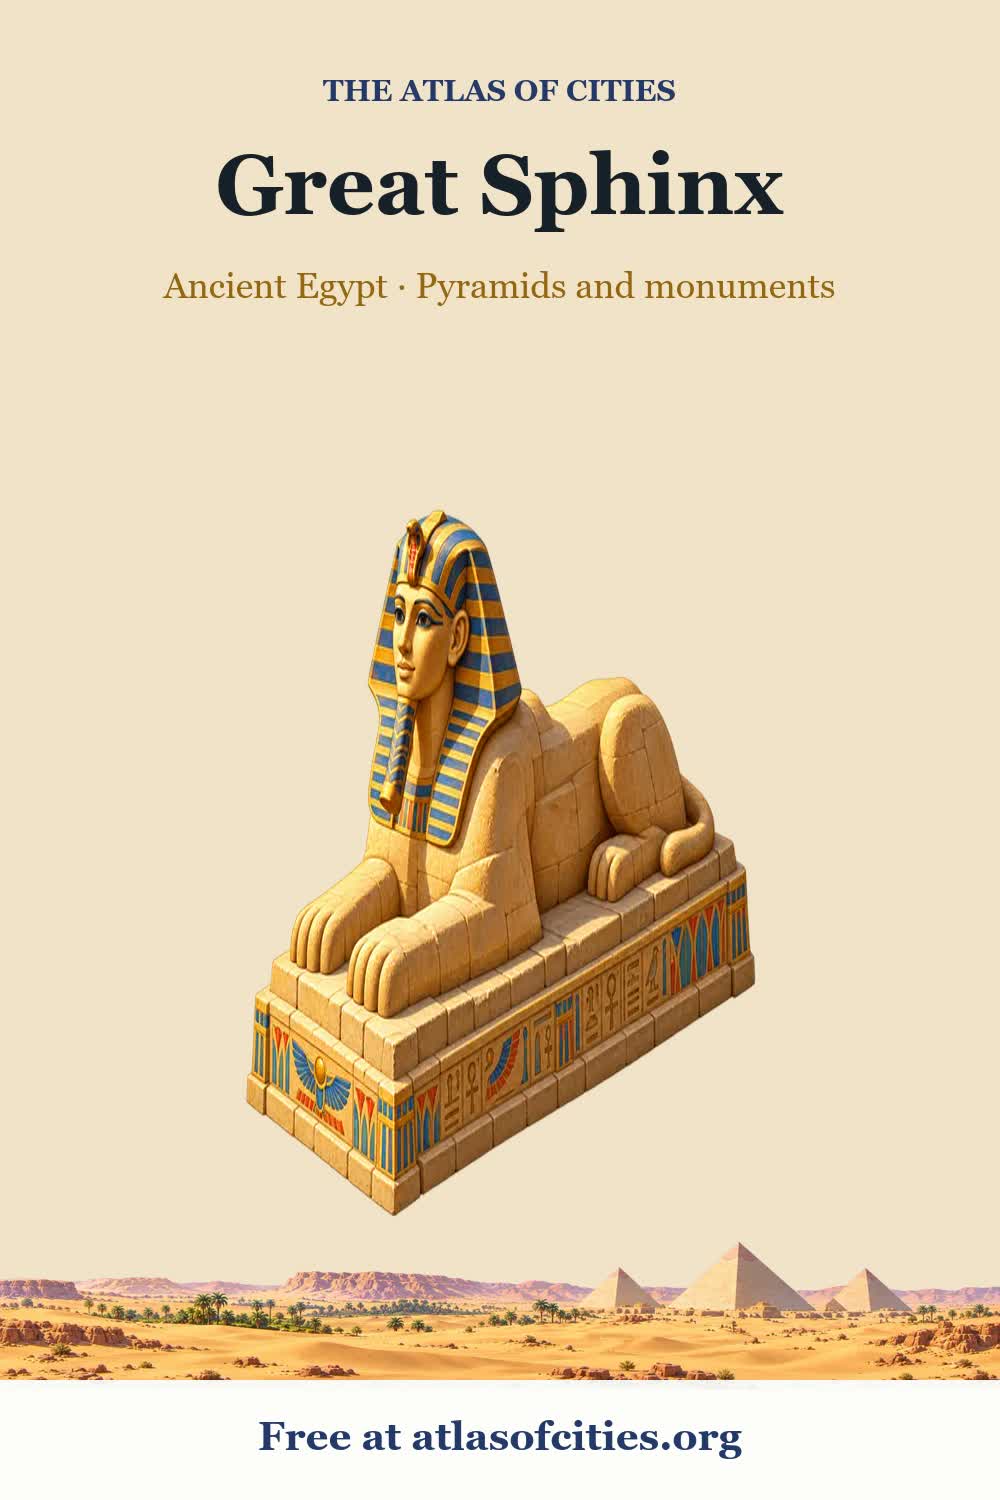 THE ATLAS OF CITIES
Great Sphinx
Ancient Egypt · Pyramids and monuments
Free at atlasofcities.org